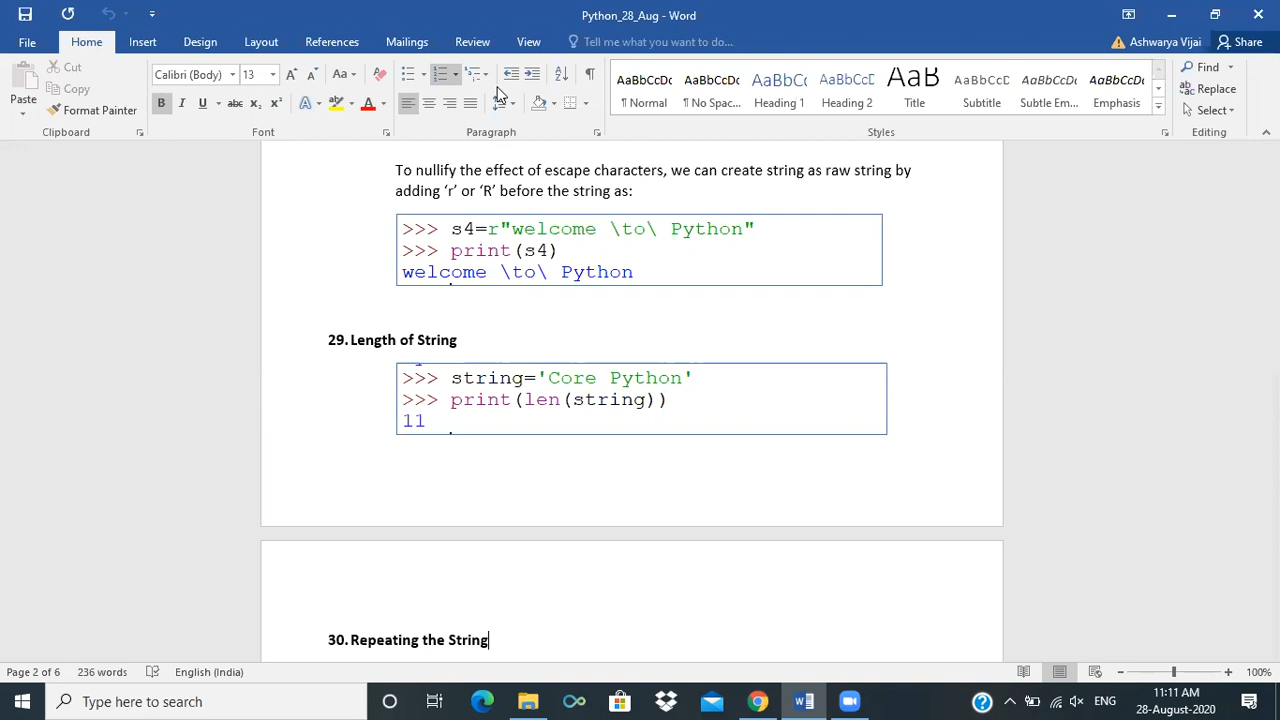 Python_28_Aug - Word
File Home Insert Design Layout References Mailings Review View Tell me what you want to do... Ashwarya Vijai Share
Paste Cut Copy Format Painter
Clipboard
Calibri (Body) 13 A A Aa
B I U abc x₂ x² A A
Font
Paragraph
AaBbCcDc AaBbCcDc AaBbCc AaBbCcD AaB AaBbCcD AaBbCcDc AaBbCcDc
¶ Normal ¶ No Spac... Heading 1 Heading 2 Title Subtitle Subtle Em... Emphasis
Styles
Find
Replace
Select
Editing
To nullify the effect of escape characters, we can create string as raw string by
adding ‘r’ or ‘R’ before the string as:
>>> s4=r"welcome \to\ Python"
>>> print(s4)
welcome \to\ Python
29. Length of String
>>> string='Core Python'
>>> print(len(string))
11
30. Repeating the String
Page 2 of 6 236 words English (India) 100%
Type here to search
ENG
11:11 AM
28-August-2020